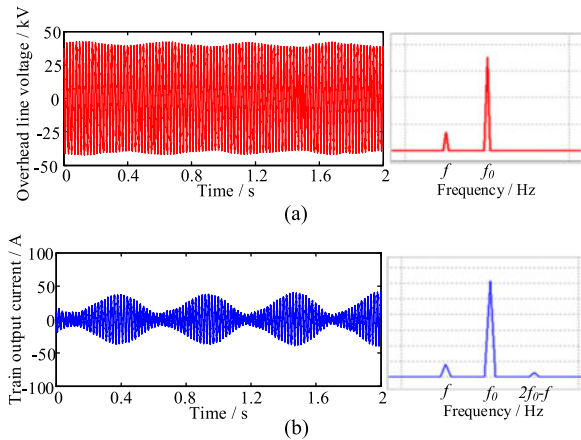 Overhead line voltage / kV
50
25
0
-25
-50
0 0.4 0.8 1.2 1.6 2
Time / s
f f0
Frequency / Hz
(a)
Train output current / A
100
50
0
-50
-100
0 0.4 0.8 1.2 1.6 2
Time / s
f f0 2f0-f
Frequency / Hz
(b)